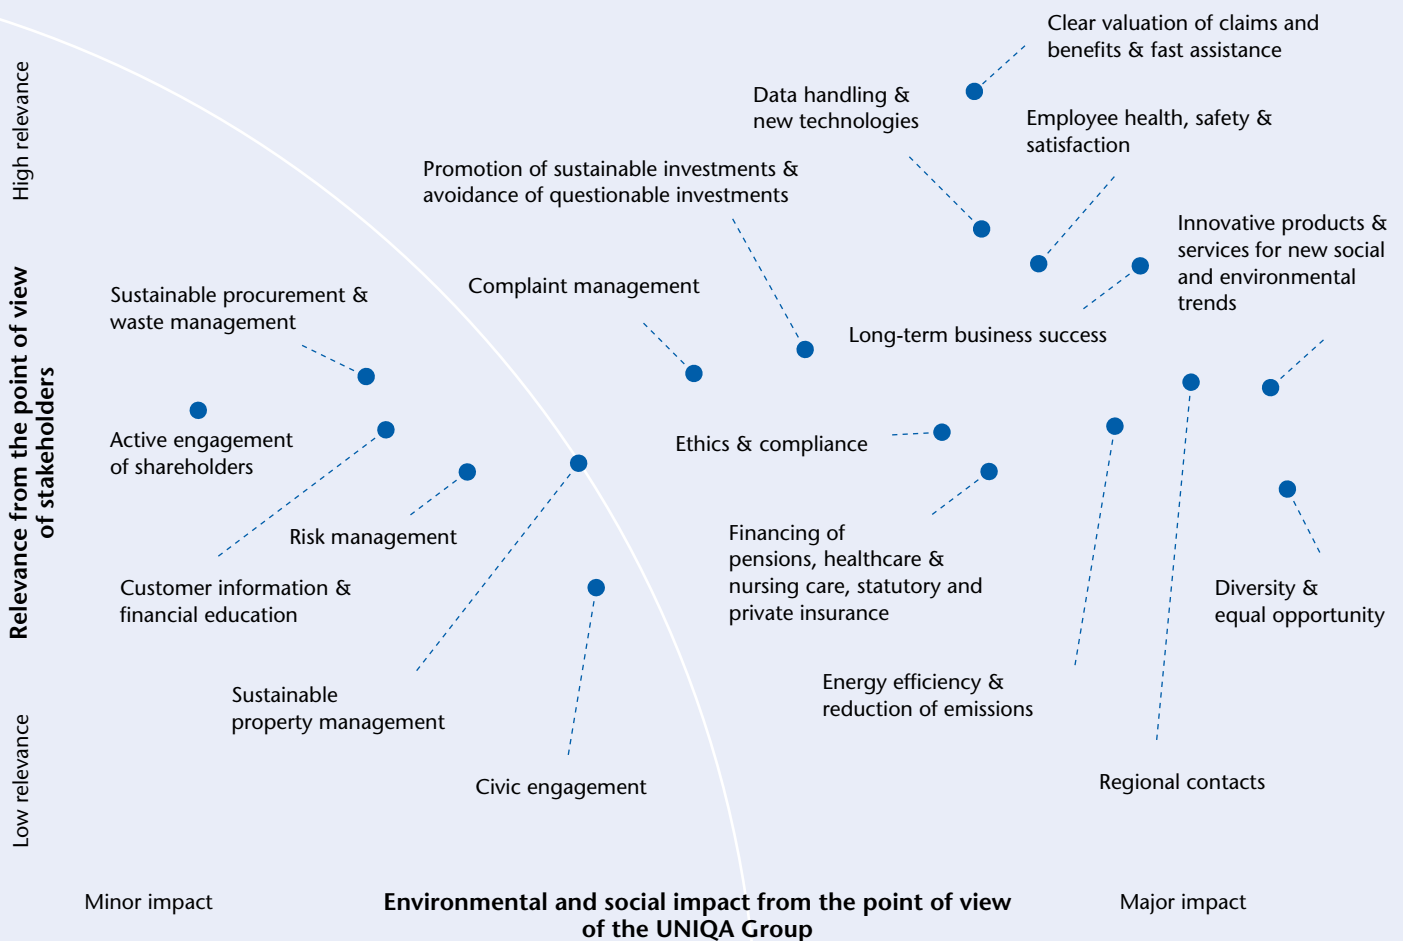 Clear valuation of claims and
benefits & fast assistance
High relevance
Data handling &
new technologies
Employee health, safety &
satisfaction
Promotion of sustainable investments &
avoidance of questionable investments
Innovative products &
services for new social
and environmental
trends
Complaint management
Sustainable procurement &
waste management
Long-term business success
Relevance from the point of view
of stakeholders
Active engagement
of shareholders
Ethics & compliance
Risk management
Financing of
pensions, healthcare &
nursing care, statutory and
private insurance
Customer information &
financial education
Diversity &
equal opportunity
Sustainable
property management
Energy efficiency &
reduction of emissions
Low relevance
Civic engagement
Regional contacts
Minor impact
Environmental and social impact from the point of view
of the UNIQA Group
Major impact